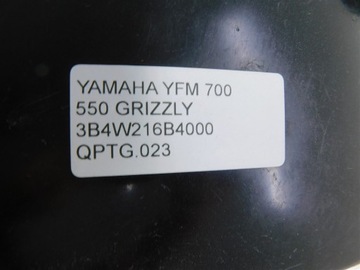 YAMAHA YFM 700
550 GRIZZLY
3B4W216B4000
QPTG.023